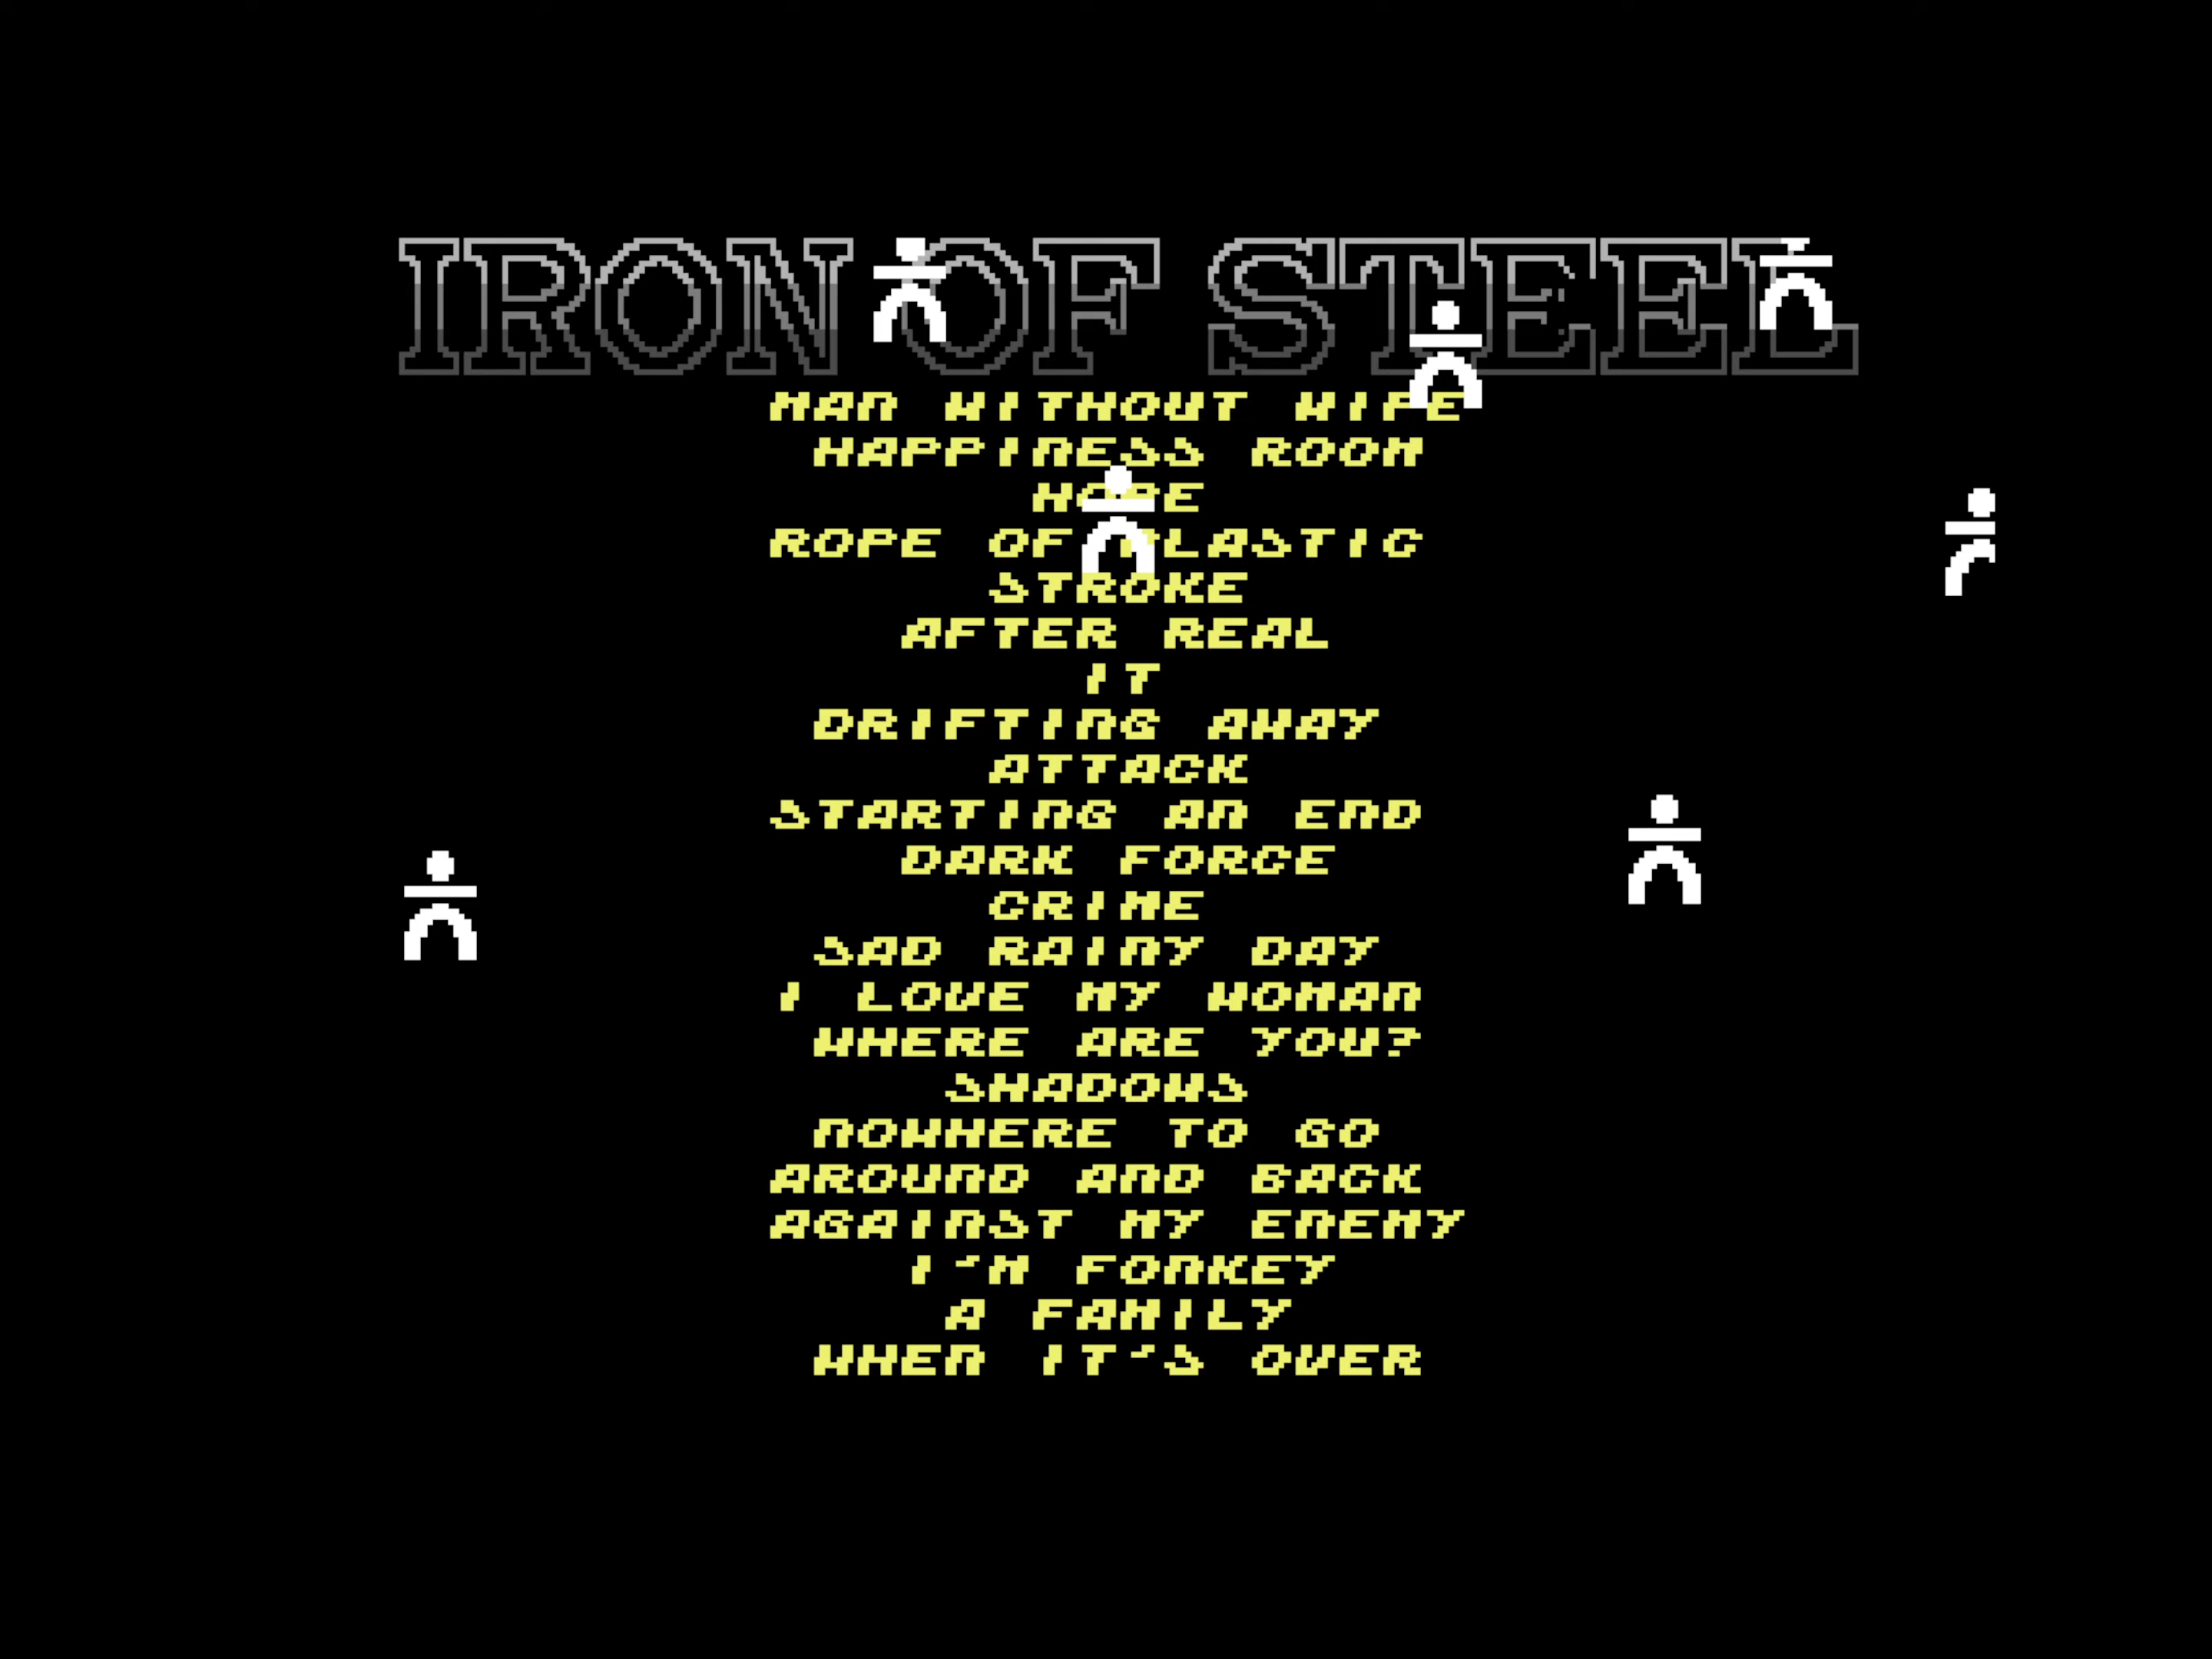 IRON OF STEEL
MAN WITHOUT WIFE
HAPPINESS ROOM
HOPE
ROPE OF PLASTIC
STROKE
AFTER REAL
IT
DRIFTING AWAY
ATTACK
STARTING AN END
DARK FORCE
CRIME
SAD RAINY DAY
I LOVE MY WOMAN
WHERE ARE YOU?
SHADOWS
NOWHERE TO GO
AROUND AND BACK
AGAINST MY ENEMY
I'M FONKEY
A FAMILY
WHEN IT'S OVER